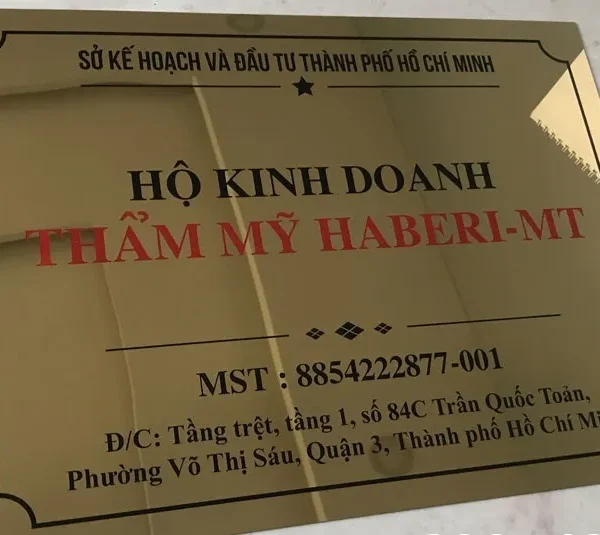 SỞ KẾ HOẠCH VÀ ĐẦU TƯ THÀNH PHỐ HỒ CHÍ MINH
HỘ KINH DOANH
THẨM MỸ HABERI-MT
MST : 8854222877-001
Đ/C: Tầng trệt, tầng 1, số 84C Trần Quốc Toản,
Phường Võ Thị Sáu, Quận 3, Thành phố Hồ Chí